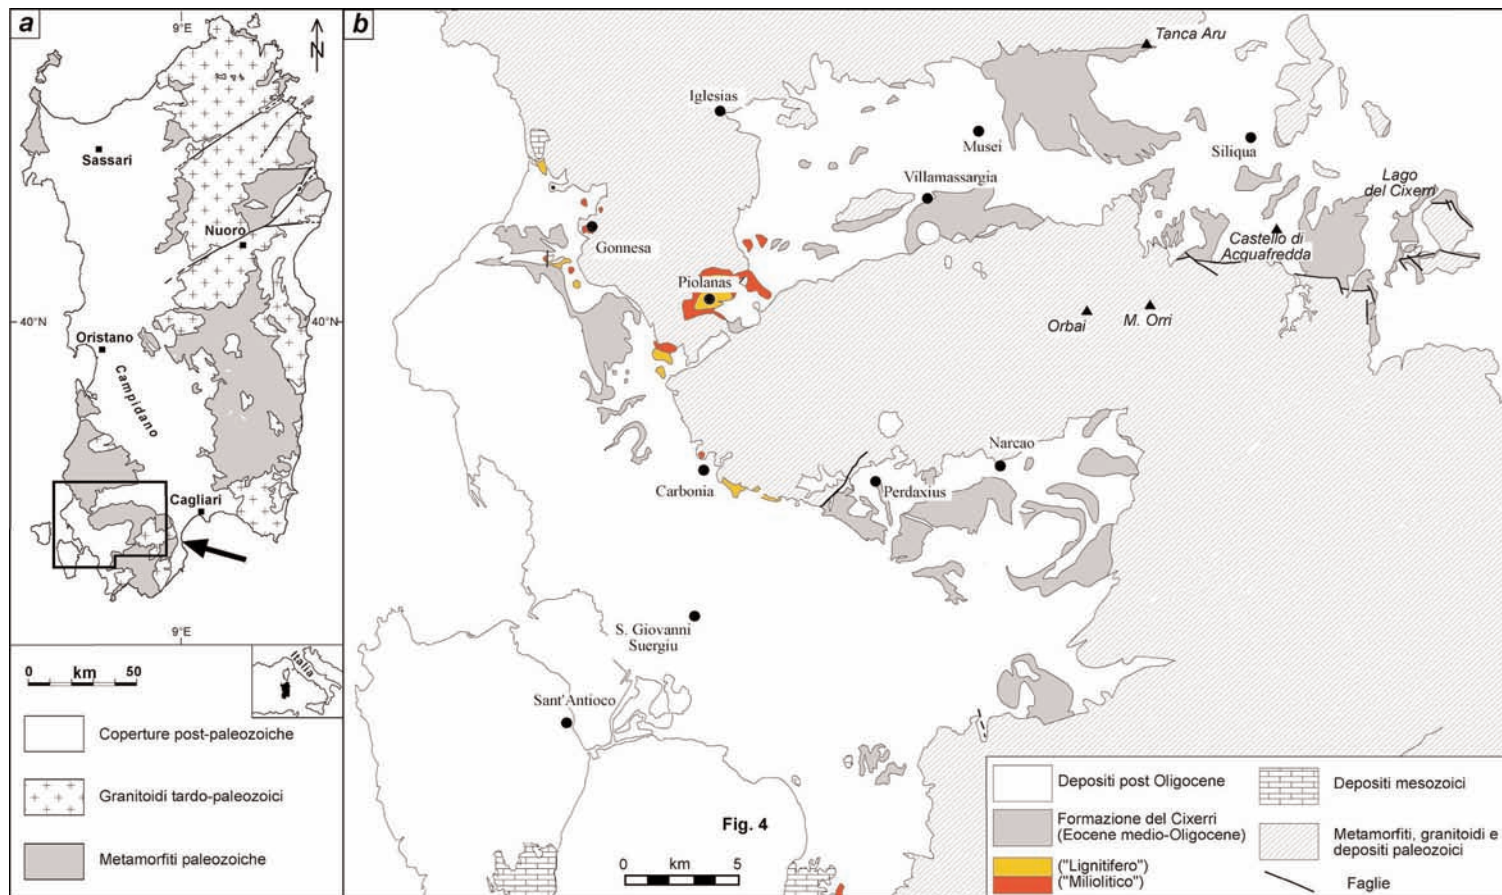 a
9°E
N
Sassari
Nuoro
40°N
40°N
Oristano
Campidano
Cagliari
9°E
0 km 50
Italia
Coperture post-paleozoiche
Granitoidi tardo-paleozoici
Metamorfiti paleozoiche
b
Tanca Aru
Iglesias
Musei
Siliqua
Villamassargia
Lago
del Cixerri
Gonnesa
Castello di
Acquafredda
Piolanas
Orbai
M. Orri
Narcao
Carbonia
Perdaxius
S. Giovanni
Suergiu
Sant'Antioco
Fig. 4
0 km 5
Depositi post Oligocene
Formazione del Cixerri
(Eocene medio-Oligocene)
("Lignitifero")
("Miliolitico")
Depositi mesozoici
Metamorfiti, granitoidi e
depositi paleozoici
Faglie